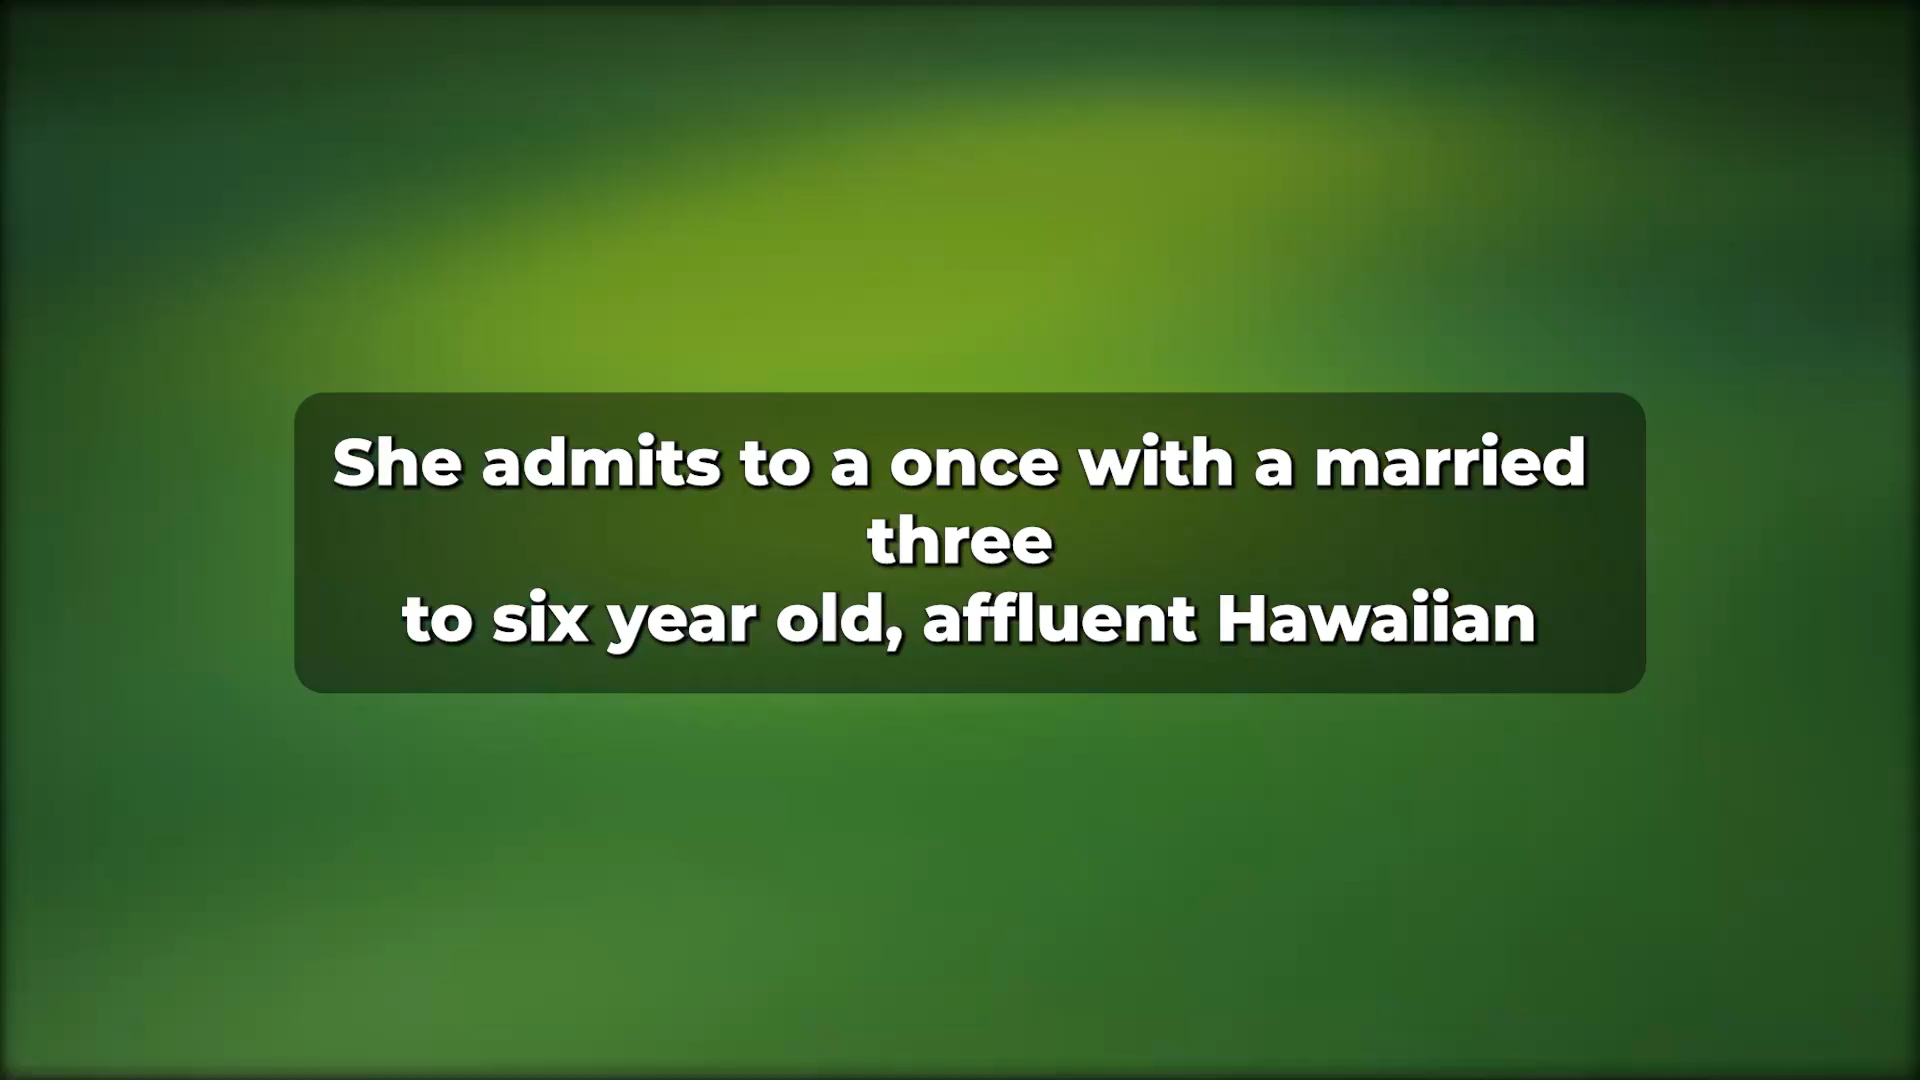 She admits to a once with a married
three
to six year old, affluent Hawaiian